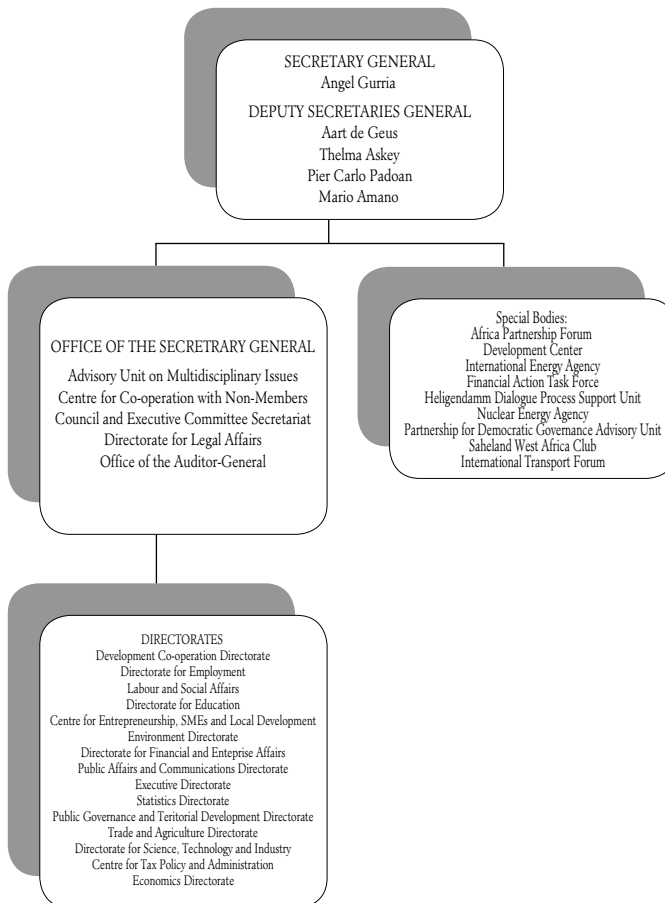 SECRETARY GENERAL
Angel Gurria
DEPUTY SECRETARIES GENERAL
Aart de Geus
Thelma Askey
Pier Carlo Padoan
Mario Amano
OFFICE OF THE SECRETRARY GENERAL
Advisory Unit on Multidisciplinary Issues
Centre for Co-operation with Non-Members
Council and Executive Committee Secretariat
Directorate for Legal Affairs
Office of the Auditor-General
Special Bodies:
Africa Partnership Forum
Development Center
International Energy Agency
Financial Action Task Force
Heligendamm Dialogue Process Support Unit
Nuclear Energy Agency
Partnership for Democratic Governance Advisory Unit
Saheland West Africa Club
International Transport Forum
DIRECTORATES
Development Co-operation Directorate
Directorate for Employment
Labour and Social Affairs
Directorate for Education
Centre for Entrepreneurship, SMEs and Local Development
Environment Directorate
Directorate for Financial and Enteprise Affairs
Public Affairs and Communications Directorate
Executive Directorate
Statistics Directorate
Public Governance and Teritorial Development Directorate
Trade and Agriculture Directorate
Directorate for Science, Technology and Industry
Centre for Tax Policy and Administration
Economics Directorate